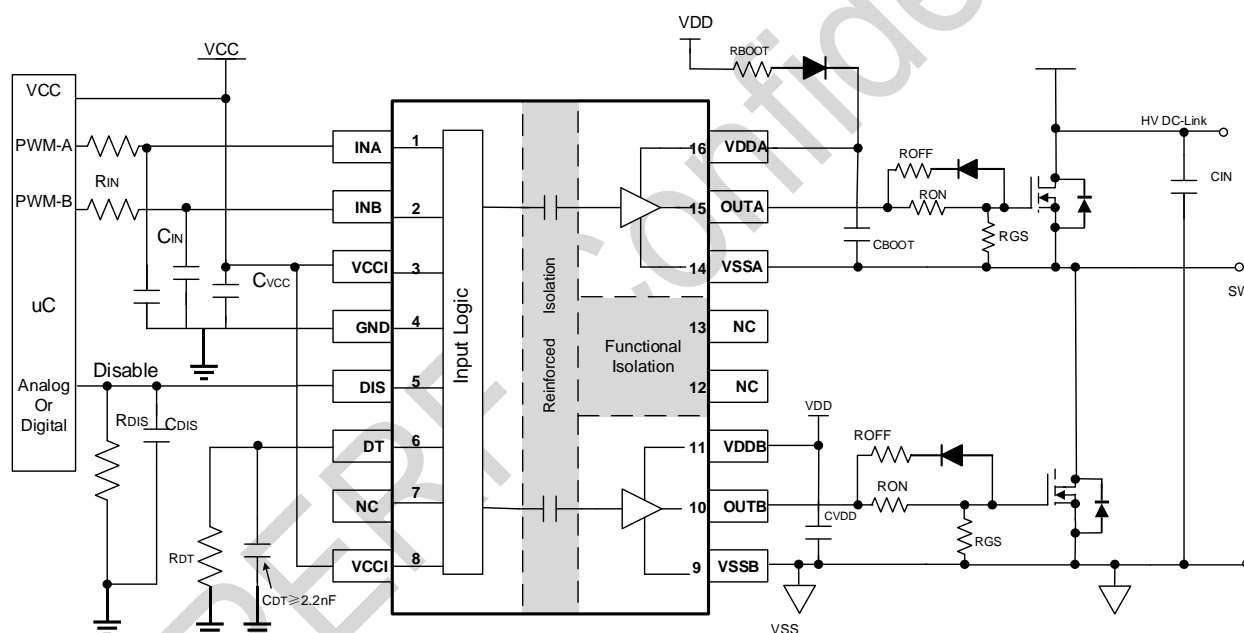 VDD
RBOOT
VCC
VCC
PWM-A
RIN
PWM-B
CIN
CVCC
uC
Disable
Analog
Or
Digital
RDIS
CDIS
RDT
CDT≥2.2nF
INA
1
INB
2
VCCI
3
GND
4
DIS
5
DT
6
NC
7
VCCI
8
Input Logic
Reinforced Isolation
Functional
Isolation
16
VDDA
15
OUTA
14
VSSA
13
NC
12
NC
11
VDDB
10
OUTB
9
VSSB
CBOOT
ROFF
RON
RGS
HV DC-Link
CIN
SW
VDD
ROFF
RON
CVDD
RGS
VSS
PERF Confide